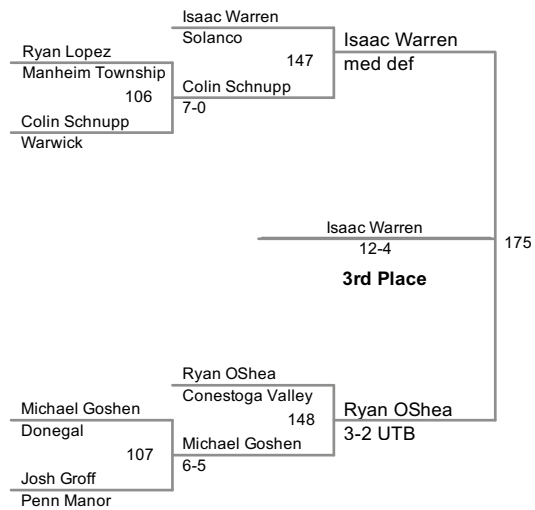 Isaac Warren
Solanco
Isaac Warren
147
med def
Ryan Lopez
Manheim Township
106
Colin Schnupp
7-0
Colin Schnupp
Warwick
Isaac Warren
12-4
175
3rd Place
Ryan OShea
Conestoga Valley
148
Ryan OShea
3-2 UTB
Michael Goshen
Donegal
107
Michael Goshen
6-5
Josh Groff
Penn Manor